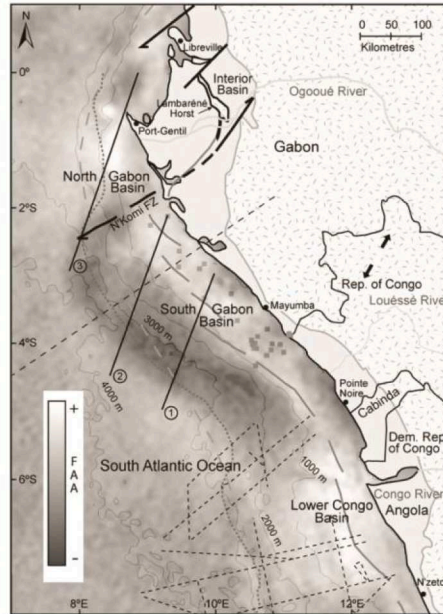 N
0 100
Kilometres
Libreville
0°
Interior
Basin
Ogooué River
Lambaréné
Horst
Port-Gentil
Gabon
North Gabon
Basin
-2°S
N'Komi FZ
3
Rep. of Congo
Louéssé Rive
South Gabon
Basin
Mayumba
3000 m
-4°S
4000 m
2
1
Pointe
Noire
Cabinda
+
FAA
-
Dem. Rep
of Congo
-6°S
South Atlantic Ocean
1000 m
Congo River
Lower Congo
Basin
Angola
2000 m
N'zeto
8°E 10°E 12°E